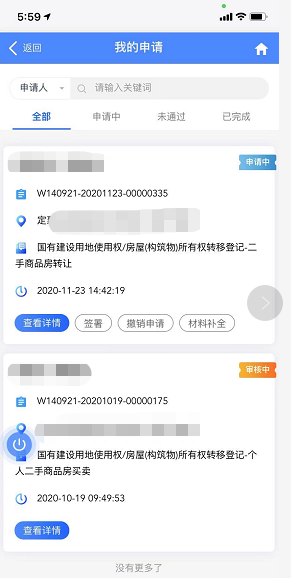 5:59
返回
我的申请
申请人
请输入关键词
全部
申请中
未通过
已完成
申请中
W140921-20201123-00000335
定
国有建设用地使用权/房屋(构筑物)所有权转移登记-二
手商品房转让
2020-11-23 14:42:19
查看详情
签署
撤销申请
材料补全
审核中
W140921-20201019-00000175
国有建设用地使用权/房屋(构筑物)所有权转移登记-个
人二手商品房买卖
2020-10-19 09:49:53
查看详情
没有更多了